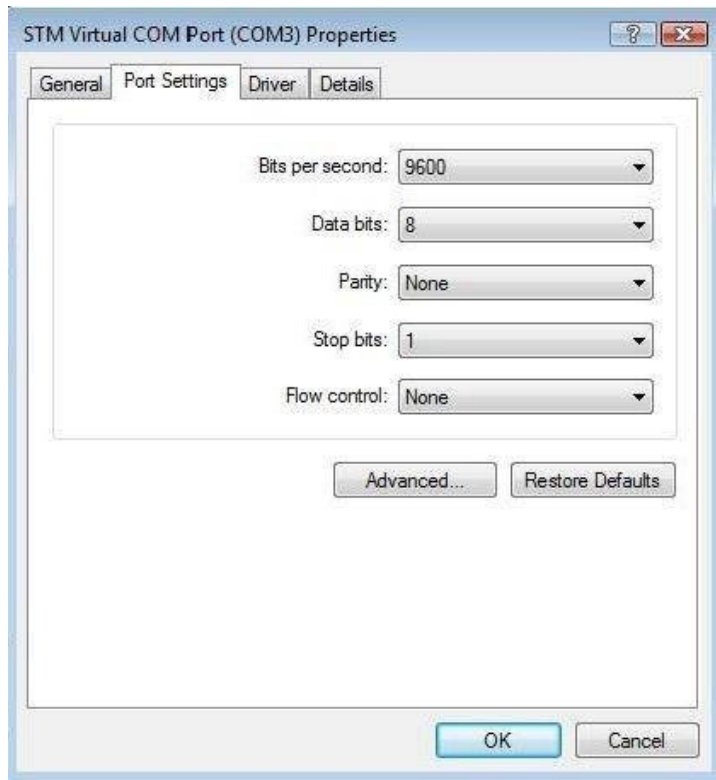 STM Virtual COM Port (COM3) Properties
General Port Settings Driver Details
Bits per second: 9600
Data bits: 8
Parity: None
Stop bits: 1
Flow control: None
Advanced... Restore Defaults
OK Cancel